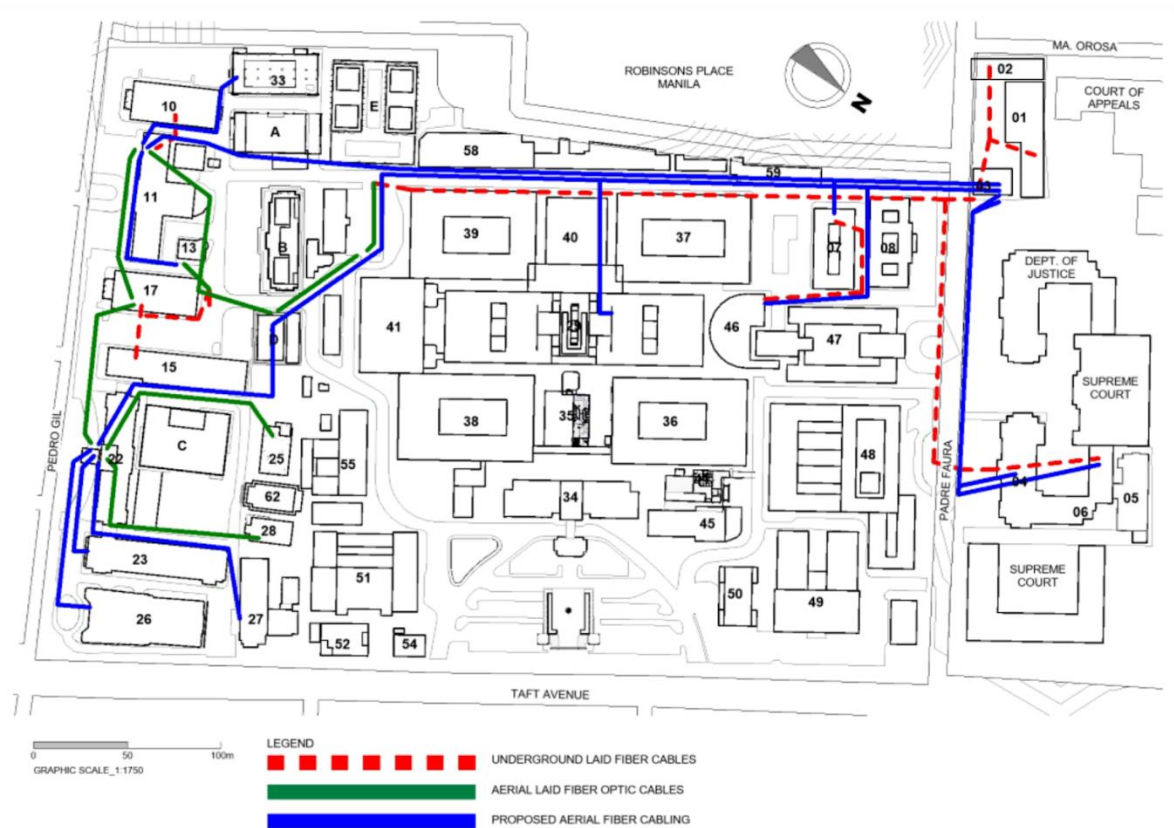 MA. OROSA
02
ROBINSONS PLACE
MANILA
COURT OF
APPEALS
33
10
E
01
A
58
59
03
N
11
13
B
39
40
37
07
08
DEPT. OF
JUSTICE
17
41
29
46
47
D
15
SUPREME
COURT
PEDRO GIL
22
C
25
55
38
35
36
48
PADRE FAURA
04
05
06
62
28
34
45
23
51
SUPREME
COURT
26
27
50
49
52
54
TAFT AVENUE
0
50
100m
GRAPHIC SCALE_1:1750
LEGEND
UNDERGROUND LAID FIBER CABLES
AERIAL LAID FIBER OPTIC CABLES
PROPOSED AERIAL FIBER CABLING